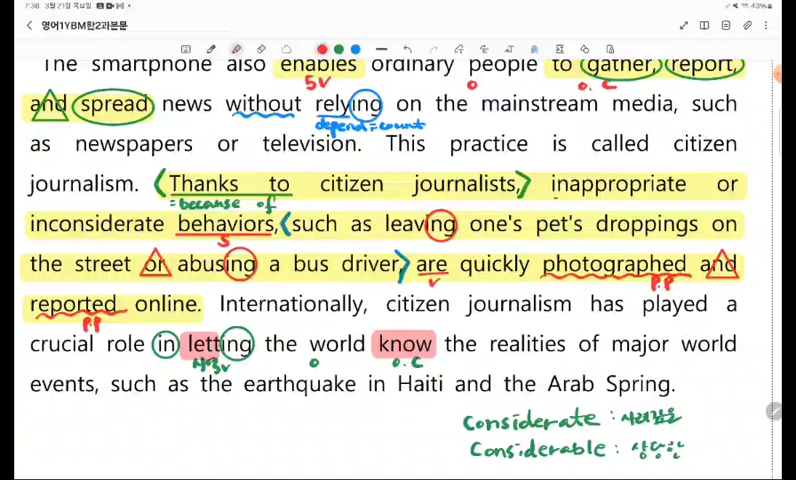 7:38 3월 21일 목요일
43%
영어1YBM한2과본문
The smartphone also enables ordinary people to gather, report,
5V O O.C
and spread news without relying on the mainstream media, such
depend=count
as newspapers or television. This practice is called citizen
journalism. Thanks to citizen journalists, inappropriate or
=because of
inconsiderate behaviors, such as leaving one's pet's droppings on
S
the street or abusing a bus driver, are quickly photographed and
V P.P
reported online. Internationally, citizen journalism has played a
P.P
crucial role in letting the world know the realities of major world
사역v O O.C
events, such as the earthquake in Haiti and the Arab Spring.
Considerate : 사려깊은
Considerable : 상당한